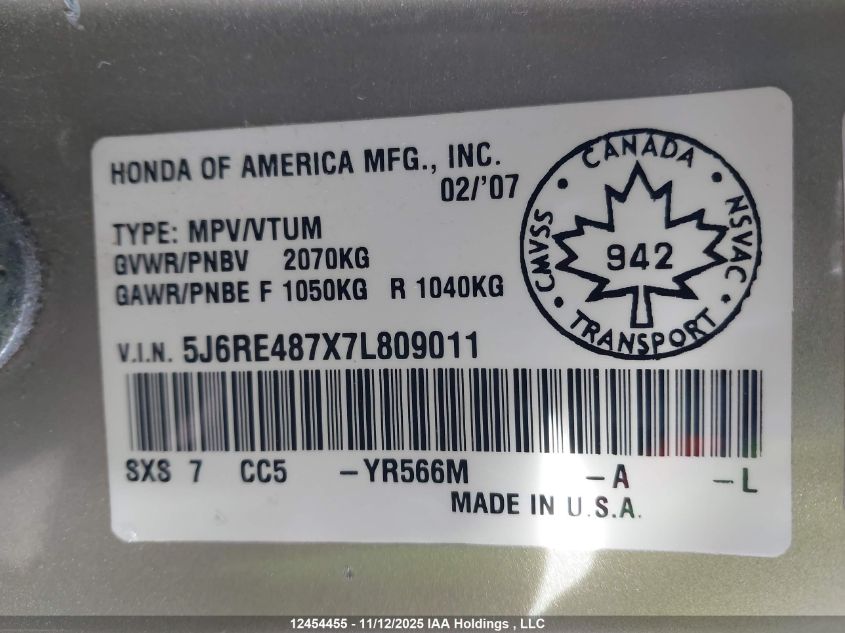 HONDA OF AMERICA MFG., INC.
02/'07
TYPE: MPV/VTUM
GVWR/PNBV 2070KG
GAWR/PNBE F 1050KG R 1040KG
V.I.N. 5J6RE487X7L809011
SXS 7 CC5 -YR566M -A -L
MADE IN U.S.A.
CANADA
CMVSS 942 NSVAC
TRANSPORT
12454455 - 11/12/2025 IAA Holdings , LLC